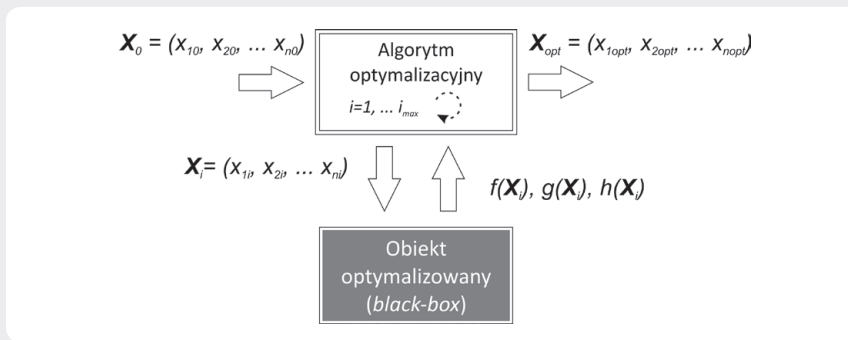 X₀ = (x₁₀, x₂₀, ... xₙ₀)
Algorytm
optymalizacyjny
i=1, ... iₘₐₓ
Xopt = (x1opt, x2opt, ... xnopt)
Xi = (x1i, x2i, ... xni)
f(Xi), g(Xi), h(Xi)
Obiekt
optymalizowany
(black-box)